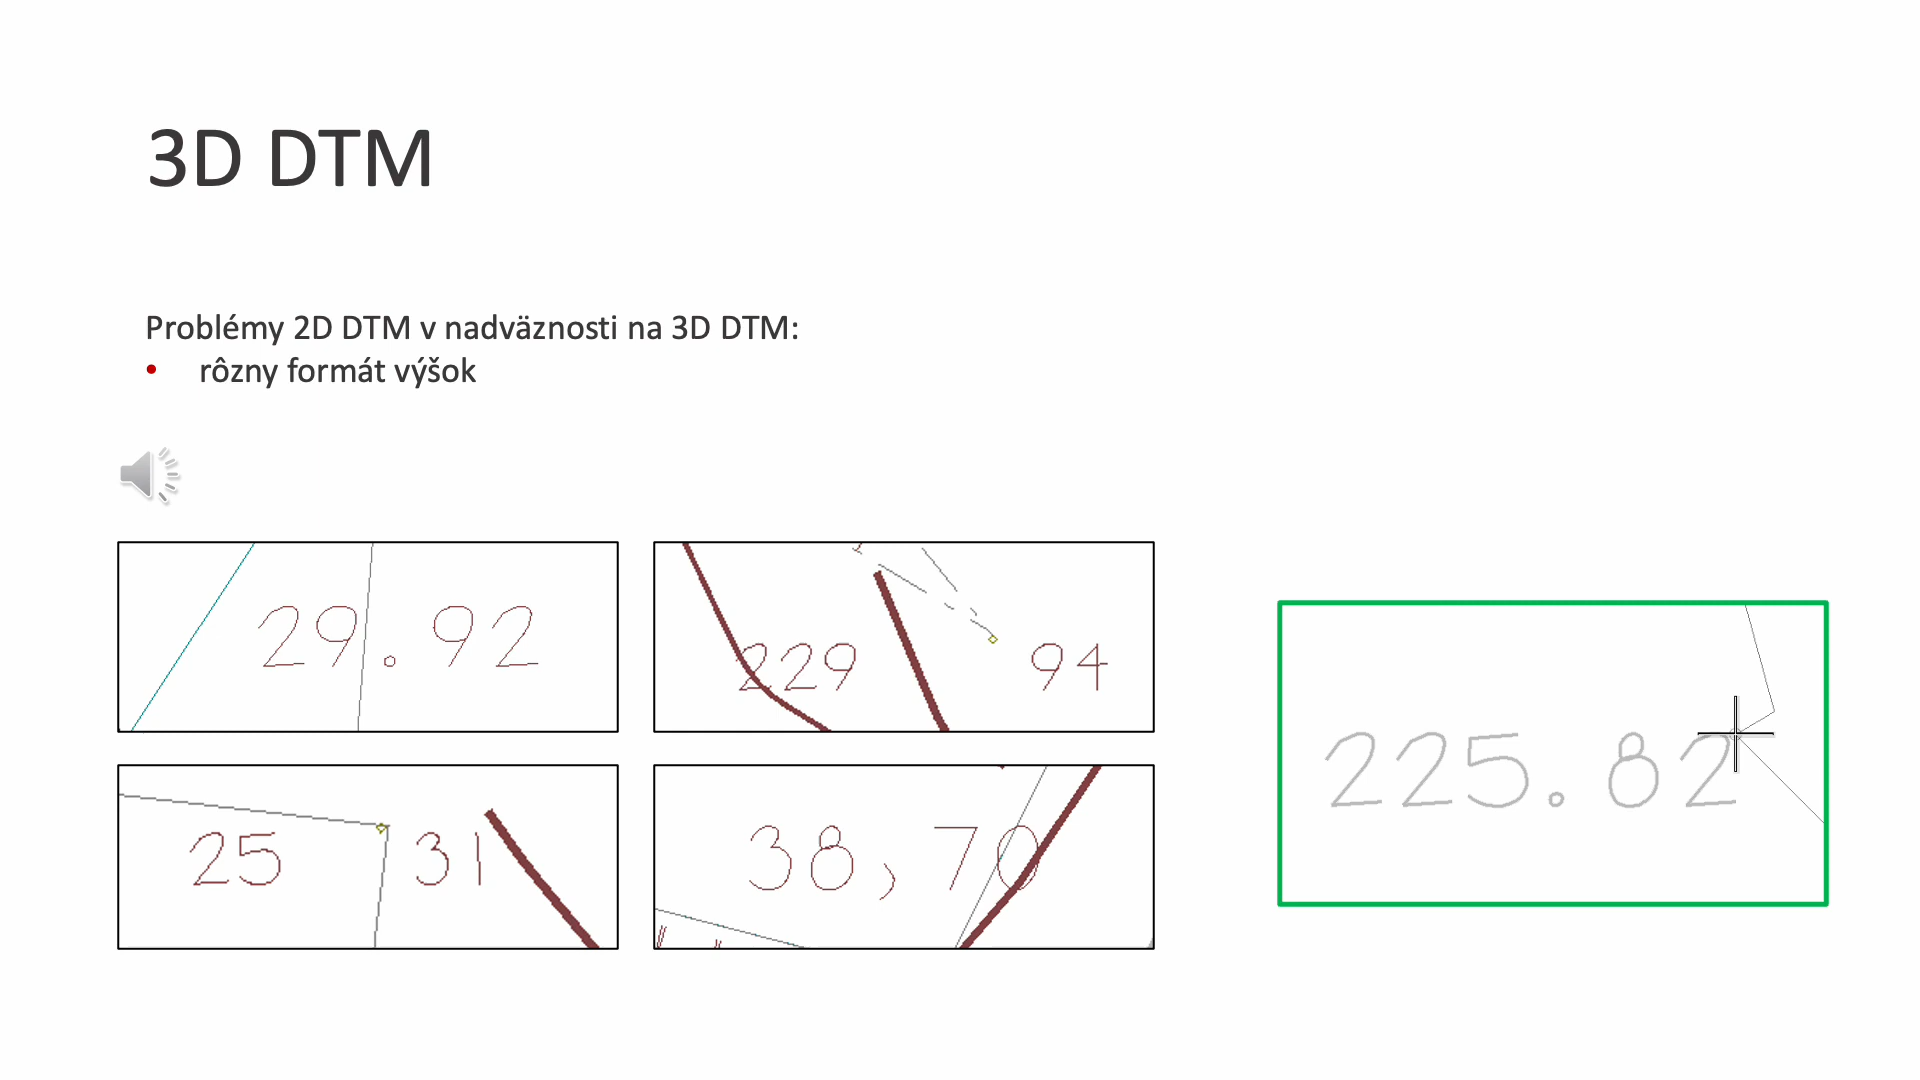 3D DTM
Problémy 2D DTM v nadväznosti na 3D DTM:
• rôzny formát výšok
29.92
229 94
25 31
38,70
225.82